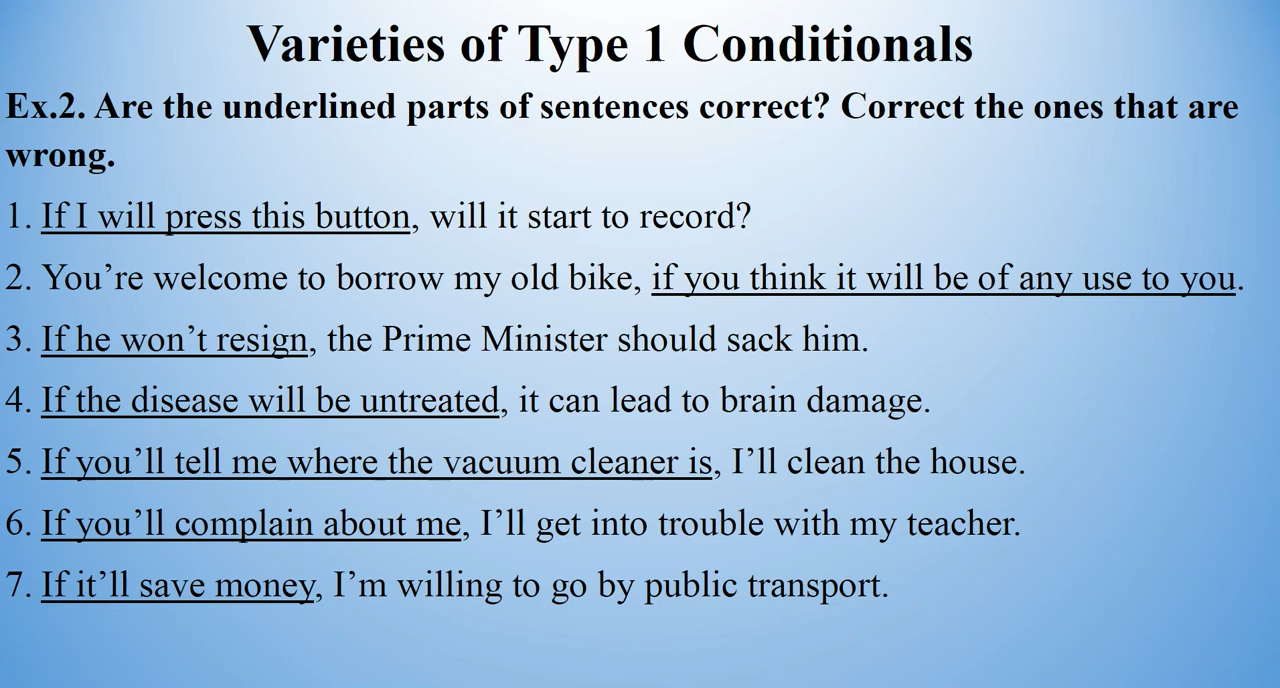 Varieties of Type 1 Conditionals
Ex.2. Are the underlined parts of sentences correct? Correct the ones that are
wrong.
1. If I will press this button, will it start to record?
2. You’re welcome to borrow my old bike, if you think it will be of any use to you.
3. If he won’t resign, the Prime Minister should sack him.
4. If the disease will be untreated, it can lead to brain damage.
5. If you’ll tell me where the vacuum cleaner is, I’ll clean the house.
6. If you’ll complain about me, I’ll get into trouble with my teacher.
7. If it’ll save money, I’m willing to go by public transport.